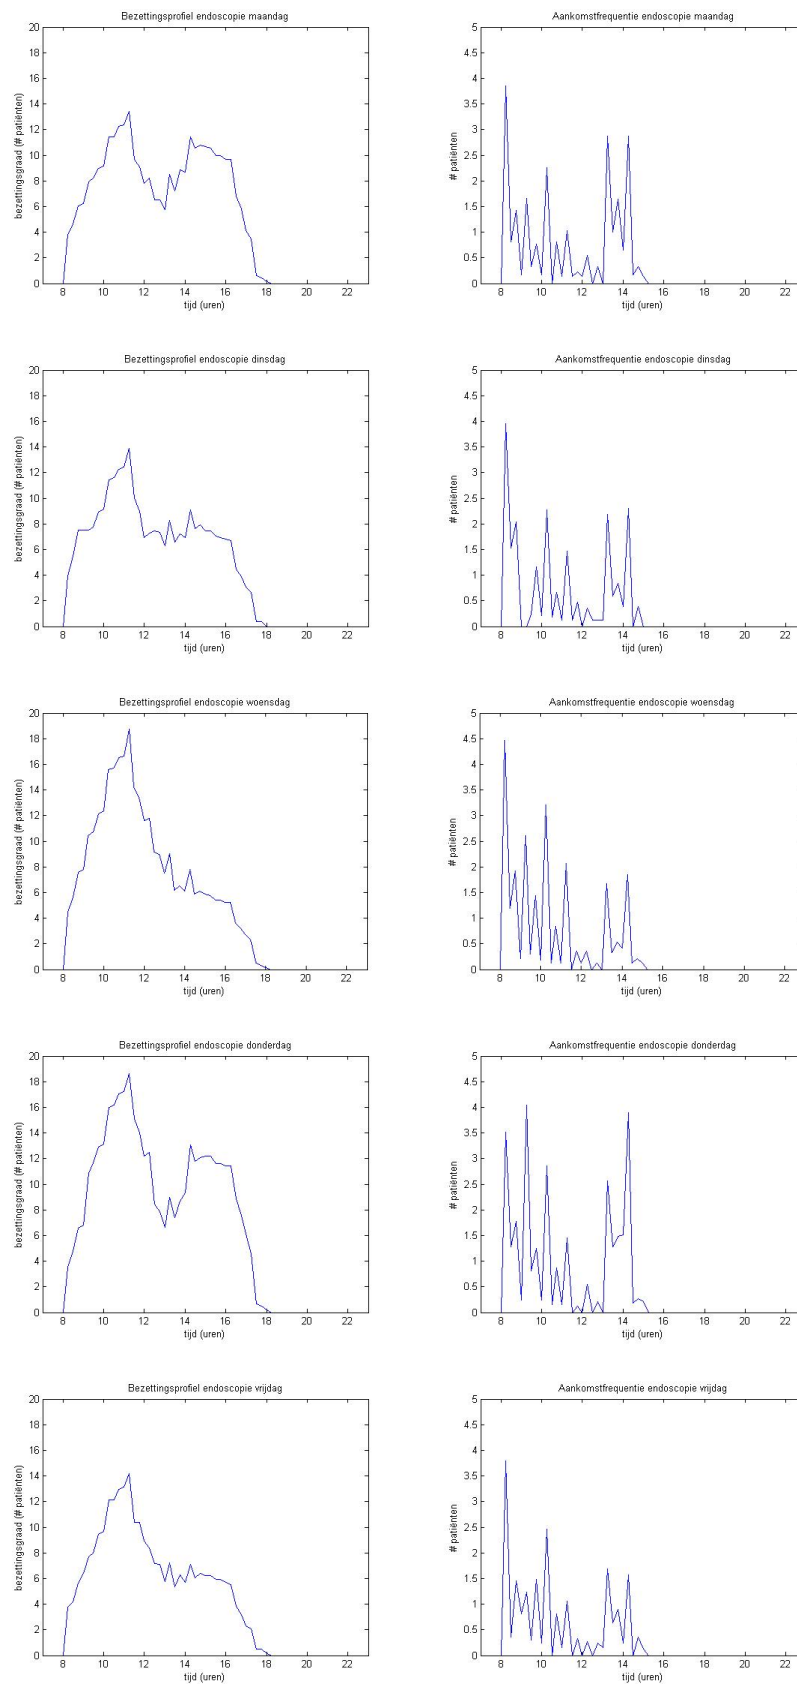 Bezettingsprofiel endoscopie maandag
20
18
16
14
12
10
8
6
4
2
0
bezettingsgraad (# patiënten)
8 10 12 14 16 18 20 22
tijd (uren)
Aankomstfrequentie endoscopie maandag
5
4.5
4
3.5
3
2.5
2
1.5
1
0.5
0
# patiënten
8 10 12 14 16 18 20 22
tijd (uren)
Bezettingsprofiel endoscopie dinsdag
20
18
16
14
12
10
8
6
4
2
0
bezettingsgraad (# patiënten)
8 10 12 14 16 18 20 22
tijd (uren)
Aankomstfrequentie endoscopie dinsdag
5
4.5
4
3.5
3
2.5
2
1.5
1
0.5
0
# patiënten
8 10 12 14 16 18 20 22
tijd (uren)
Bezettingsprofiel endoscopie woensdag
20
18
16
14
12
10
8
6
4
2
0
bezettingsgraad (# patiënten)
8 10 12 14 16 18 20 22
tijd (uren)
Aankomstfrequentie endoscopie woensdag
5
4.5
4
3.5
3
2.5
2
1.5
1
0.5
0
# patiënten
8 10 12 14 16 18 20 22
tijd (uren)
Bezettingsprofiel endoscopie donderdag
20
18
16
14
12
10
8
6
4
2
0
bezettingsgraad (# patiënten)
8 10 12 14 16 18 20 22
tijd (uren)
Aankomstfrequentie endoscopie donderdag
5
4.5
4
3.5
3
2.5
2
1.5
1
0.5
0
# patiënten
8 10 12 14 16 18 20 22
tijd (uren)
Bezettingsprofiel endoscopie vrijdag
20
18
16
14
12
10
8
6
4
2
0
bezettingsgraad (# patiënten)
8 10 12 14 16 18 20 22
tijd (uren)
Aankomstfrequentie endoscopie vrijdag
5
4.5
4
3.5
3
2.5
2
1.5
1
0.5
0
# patiënten
8 10 12 14 16 18 20 22
tijd (uren)